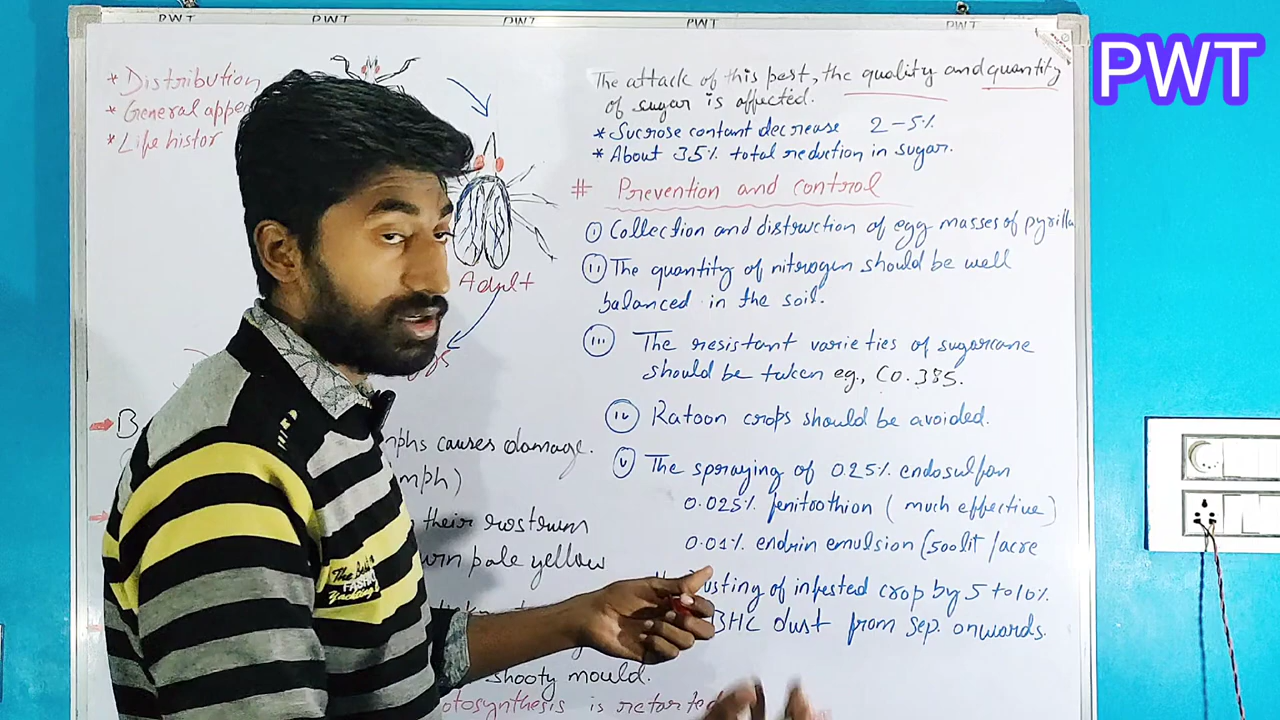 PWT PWT PWT PWT PWT
PWT
* Distribution
* General appe
* Life histor
Adult
B
nphs causes damage.
mph)
their rostrum
urn pale yellow
shooty mould.
otosynthesis is retarted
The attack of this best, the quality and quantity
of sugar is affected.
* Sucrose contant decrease 2-5%
* About 35% total reduction in sugar.
# Prevention and control
(i) Collection and distruction of egg masses of pyrilla
(ii) The quantity of nitrogen should be well
balanced in the soil.
(iii) The resistant varieties of sugarcane
should be taken eg., Co. 385.
(iv) Ratoon crops should be avoided.
(v) The spraying of 025% endosulfan
0.025% fenitoothion (much effective)
0.01% endrin emulsion (500lit/acre
usting of infested crop by 5 to 10%
BHC dust from Sep. onwards.